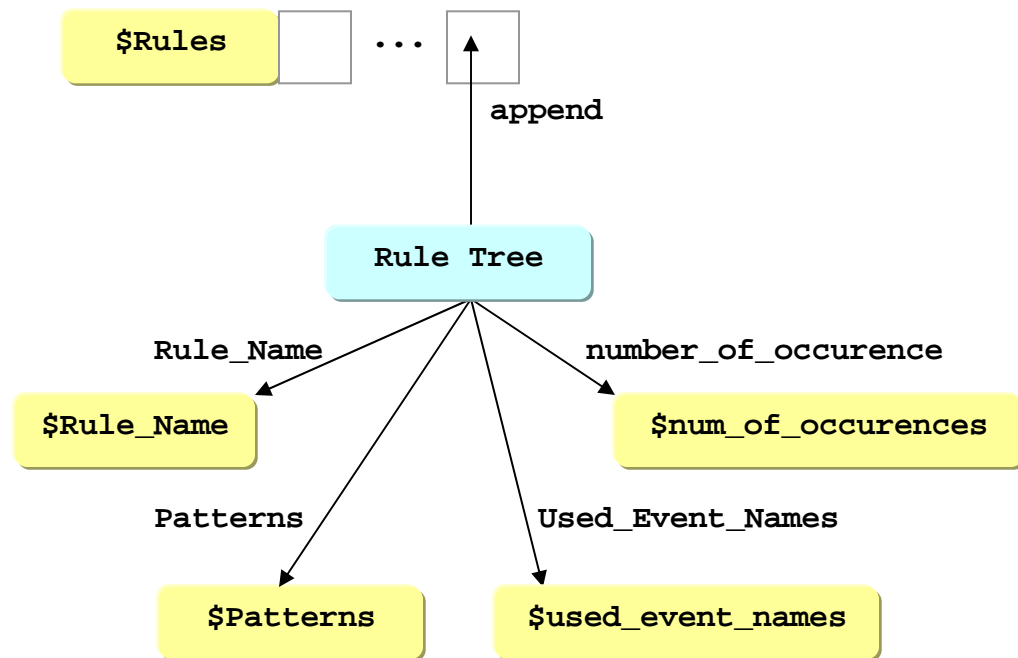 $Rules ...
append
Rule Tree
Rule_Name number_of_occurence
$Rule_Name $num_of_occurences
Patterns Used_Event_Names
$Patterns $used_event_names